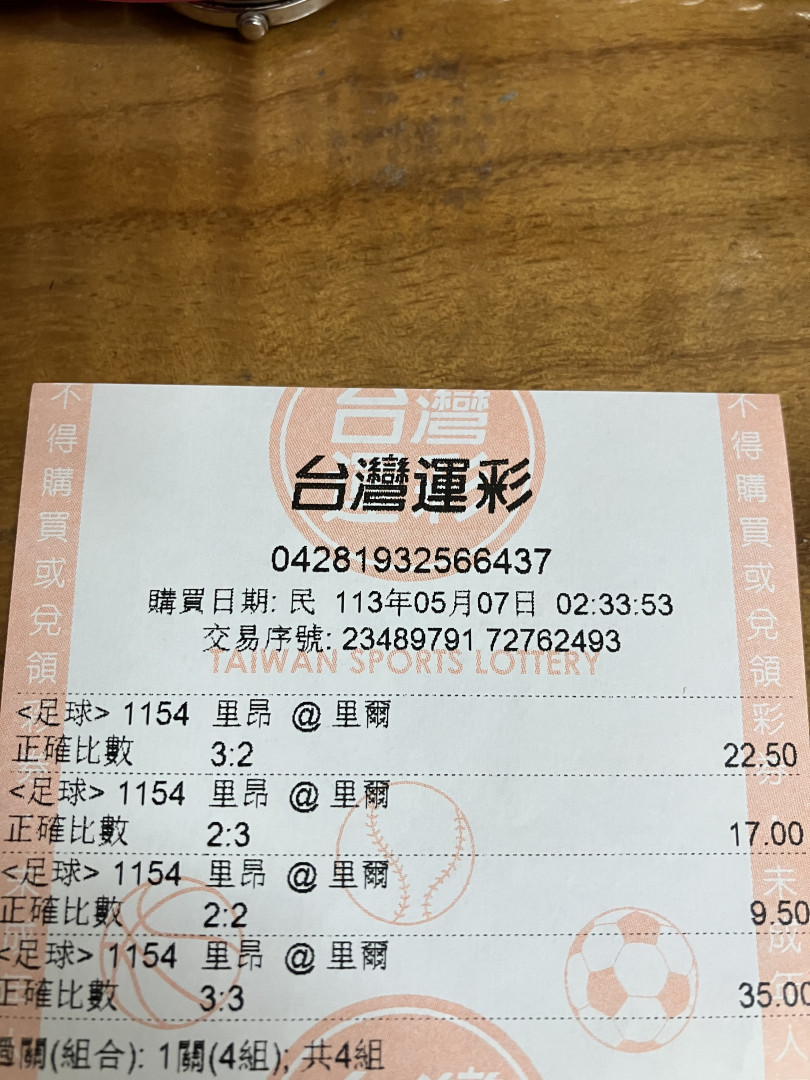 台灣運彩
台灣運彩
04281932566437
購買日期: 民 113年05月07日 02:33:53
交易序號: 23489791 72762493
TAIWAN SPORTS LOTTERY
<足球> 1154 里昂 @ 里爾
正確比數 3:2 22.50
<足球> 1154 里昂 @ 里爾
正確比數 2:3 17.00
<足球> 1154 里昂 @ 里爾
正確比數 2:2 9.50
<足球> 1154 里昂 @ 里爾
正確比數 3:3 35.00
過關(組合): 1關(4組); 共4組
不得購買或兌領彩券
不得購買或兌領彩券
未成年人